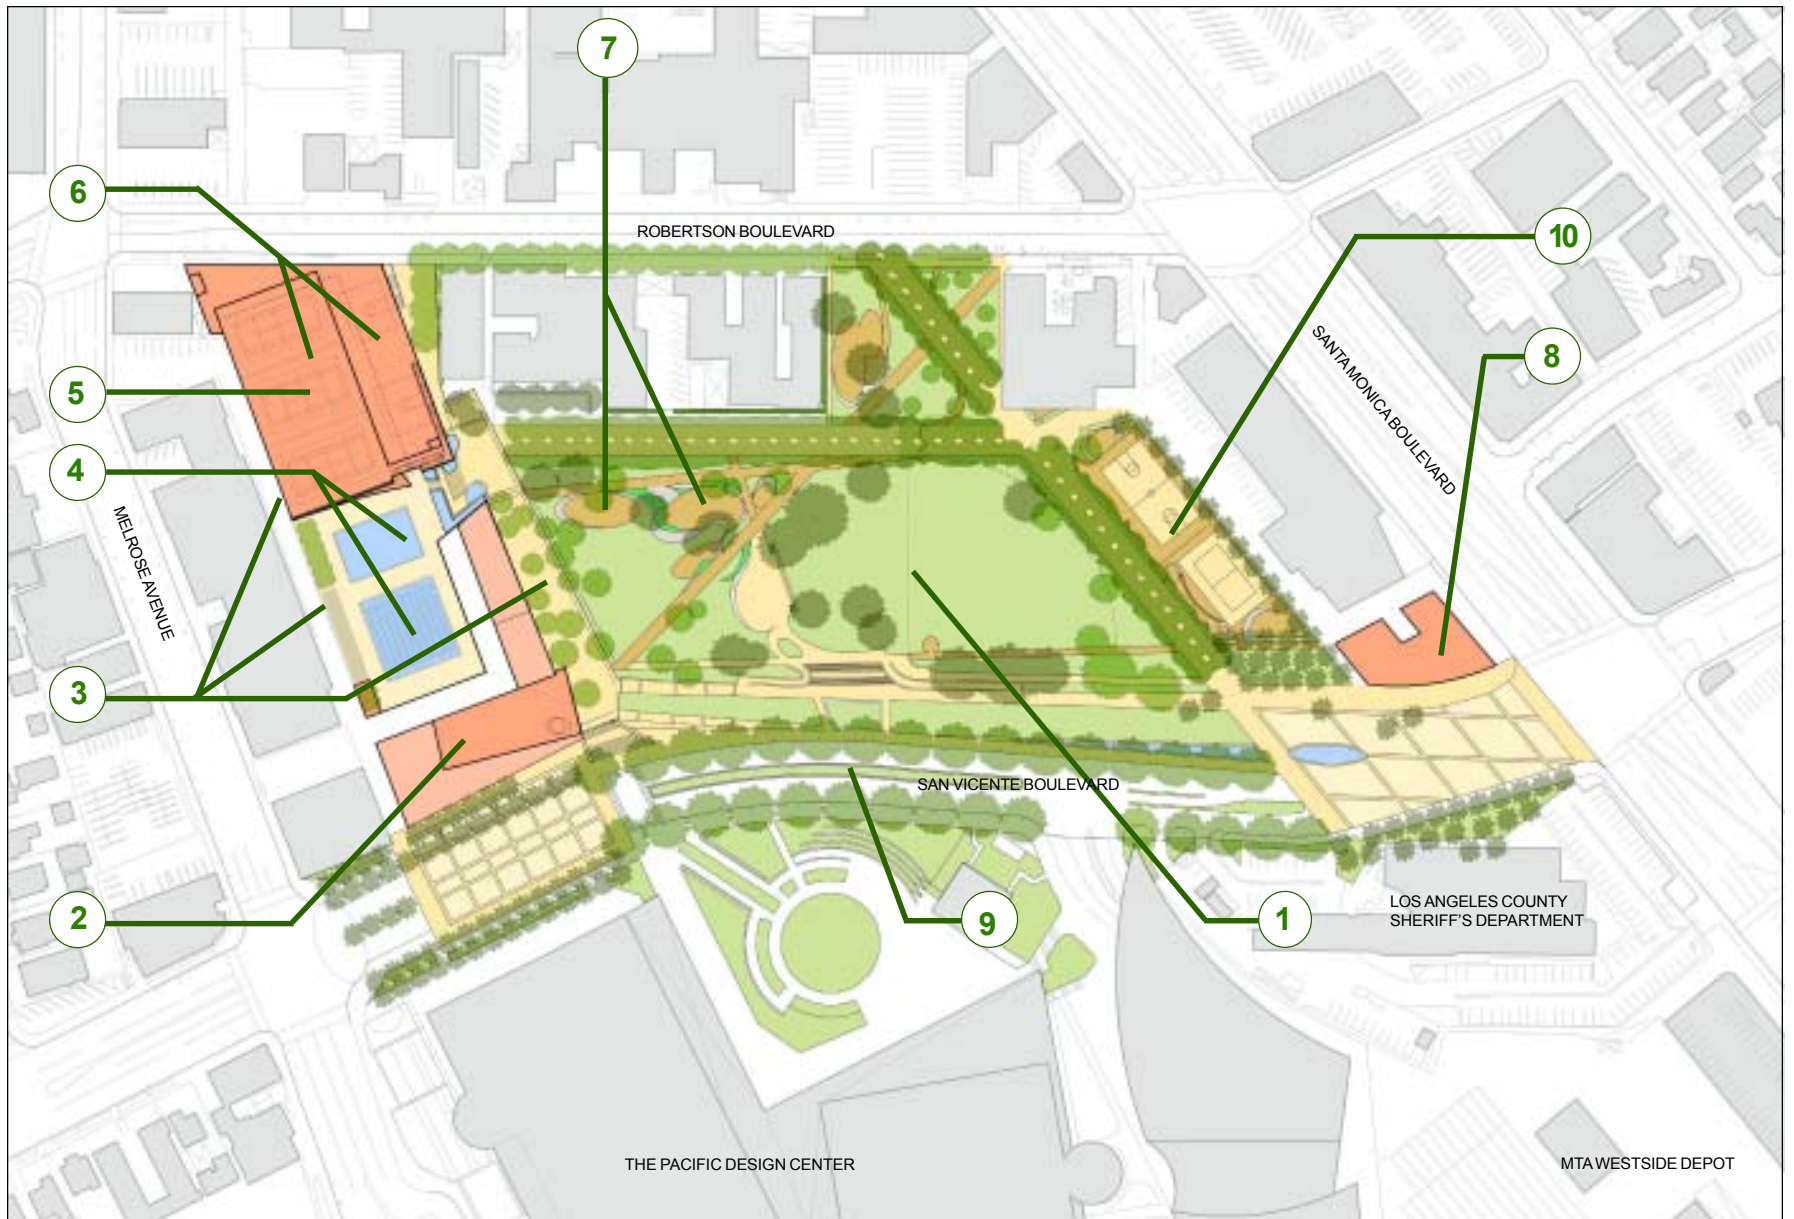 7
6
ROBERTSON BOULEVARD
10
SANTA MONICA BOULEVARD
8
5
4
MELROSE AVENUE
3
SAN VICENTE BOULEVARD
2
9
1
LOS ANGELES COUNTY
SHERIFF'S DEPARTMENT
THE PACIFIC DESIGN CENTER
MTA WESTSIDE DEPOT